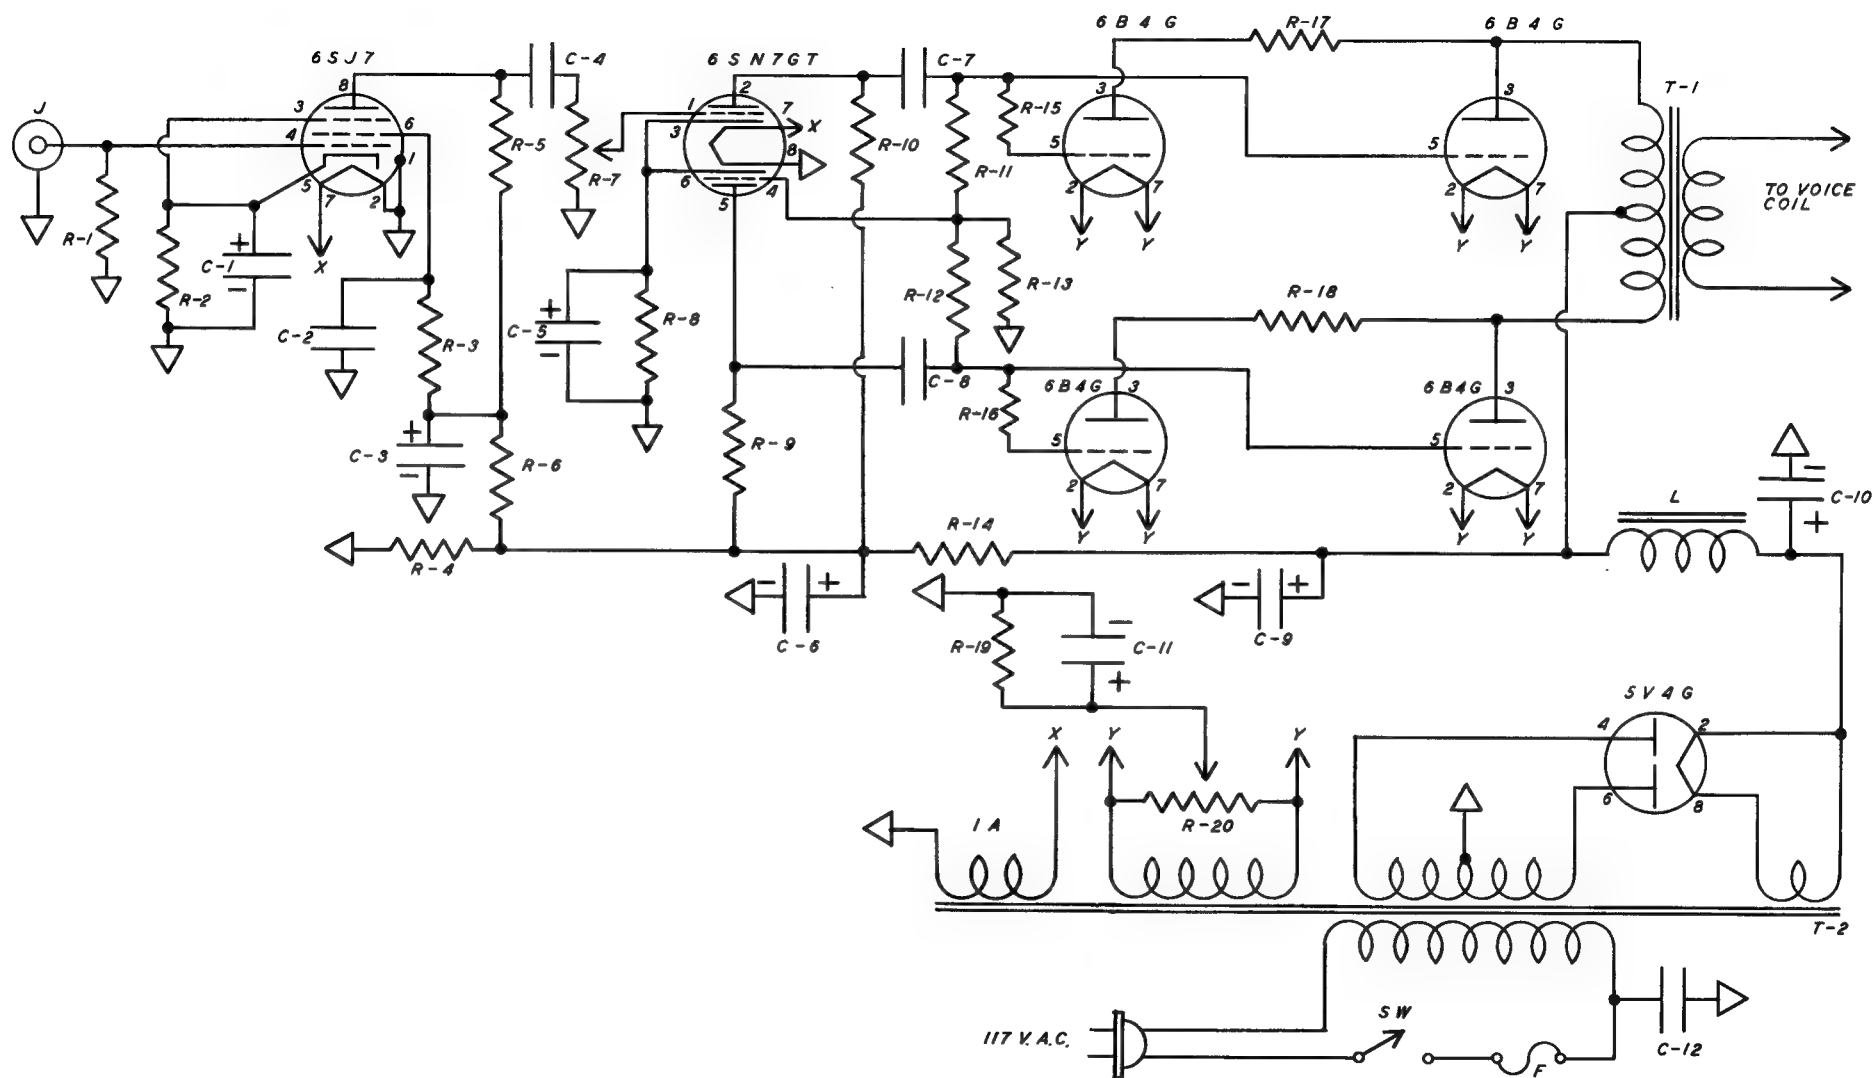 6SJ7
J
8
3
4
6
1
5
7
2
R-1
R-2
C-1
+
-
X
C-2
R-3
C-3
+
-
R-4
R-5
R-6
C-4
R-7
6SN7GT
2
1
3
7
X
8
6
4
5
C-5
+
-
R-8
R-9
R-10
C-6
-
+
C-7
R-11
R-12
C-8
R-13
R-14
R-15
R-16
6B4G
3
5
2
7
Y
Y
R-17
6B4G
3
5
2
7
Y
Y
T-1
TO VOICE
COIL
R-18
6B4G
3
5
2
7
Y
Y
6B4G
3
5
2
7
Y
Y
L
C-10
-
+
C-9
-
+
R-19
C-11
-
+
5V4G
4
2
6
8
X
Y
Y
1A
R-20
T-2
117 V.A.C.
SW
F
C-12